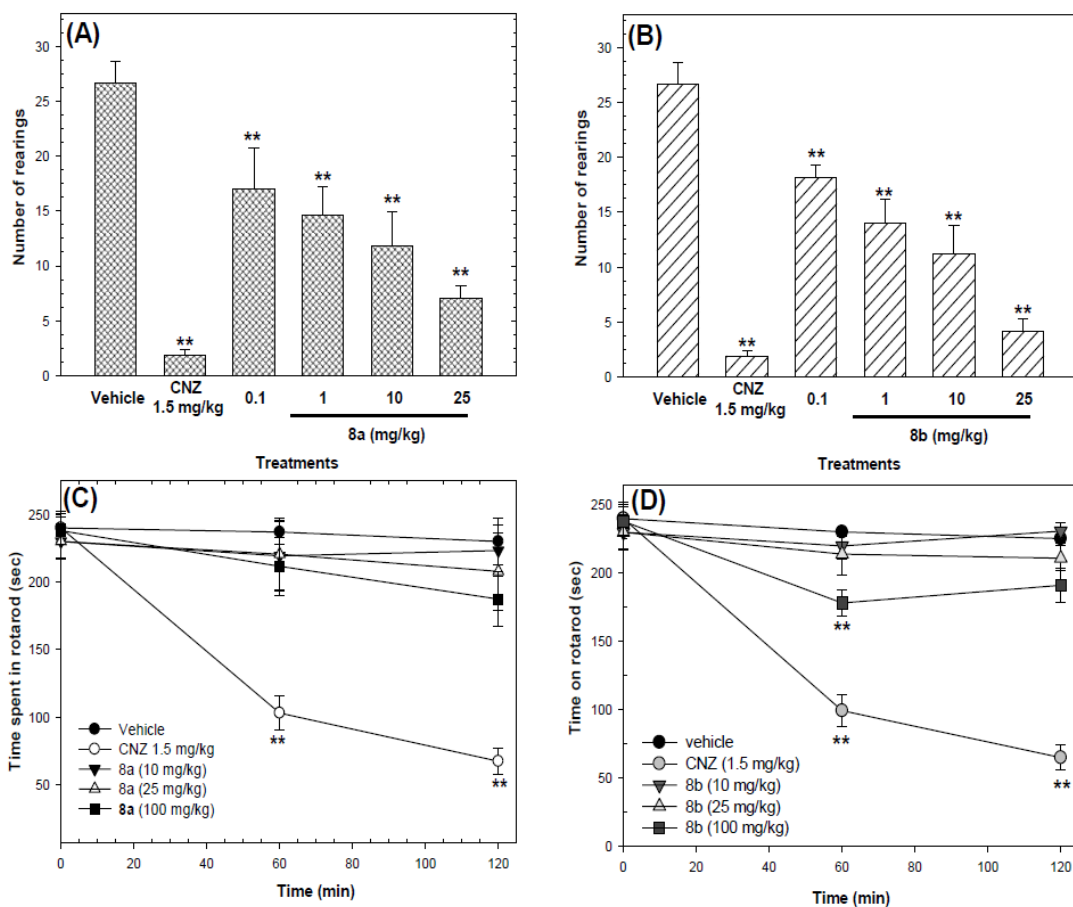 (A)
Number of rearings
30
25
20
15
10
5
0
**
**
**
**
**
Vehicle CNZ 1.5 mg/kg 0.1 1 10 25
8a (mg/kg)
Treatments
(B)
Number of rearings
30
25
20
15
10
5
0
**
**
**
**
**
Vehicle CNZ 1.5 mg/kg 0.1 1 10 25
8b (mg/kg)
Treatments
(C)
Time spent in rotarod (sec)
250
200
150
100
50
**
**
Vehicle
CNZ 1.5 mg/kg
8a (10 mg/kg)
8a (25 mg/kg)
8a (100 mg/kg)
0 20 40 60 80 100 120
Time (min)
(D)
Time on rotarod (sec)
250
200
150
100
50
0
**
**
**
vehicle
CNZ (1.5 mg/kg)
8b (10 mg/kg)
8b (25 mg/kg)
8b (100 mg/kg)
0 20 40 60 80 100 120
Time (min)